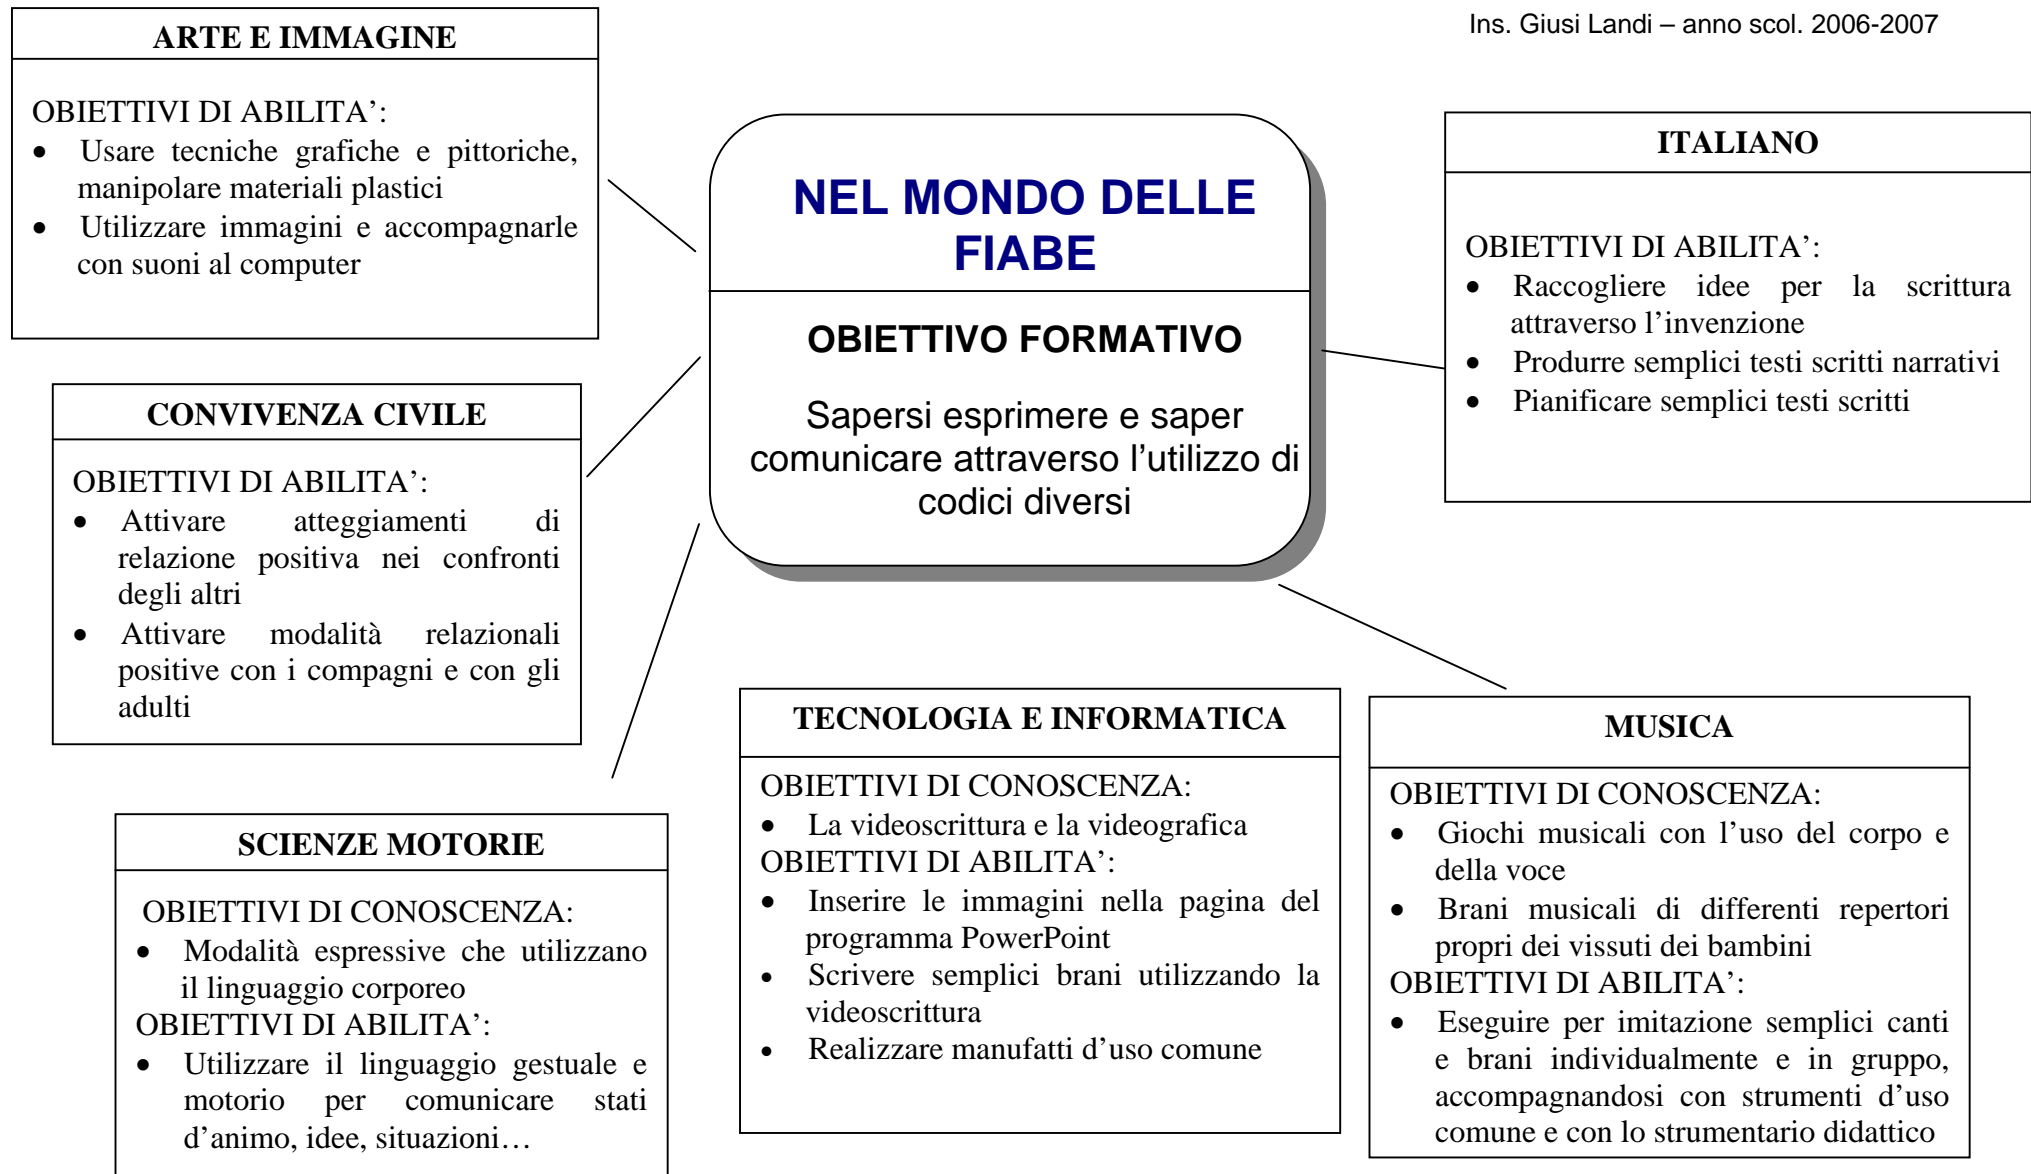 Ins. Giusi Landi – anno scol. 2006-2007
ARTE E IMMAGINE
OBIETTIVI DI ABILITA’:
• Usare tecniche grafiche e pittoriche,
manipolare materiali plastici
• Utilizzare immagini e accompagnarle
con suoni al computer
NEL MONDO DELLE
FIABE
OBIETTIVO FORMATIVO
Sapersi esprimere e saper
comunicare attraverso l’utilizzo di
codici diversi
ITALIANO
OBIETTIVI DI ABILITA’:
• Raccogliere idee per la scrittura
attraverso l’invenzione
• Produrre semplici testi scritti narrativi
• Pianificare semplici testi scritti
CONVIVENZA CIVILE
OBIETTIVI DI ABILITA’:
• Attivare atteggiamenti di
relazione positiva nei confronti
degli altri
• Attivare modalità relazionali
positive con i compagni e con gli
adulti
SCIENZE MOTORIE
OBIETTIVI DI CONOSCENZA:
• Modalità espressive che utilizzano
il linguaggio corporeo
OBIETTIVI DI ABILITA’:
• Utilizzare il linguaggio gestuale e
motorio per comunicare stati
d’animo, idee, situazioni…
TECNOLOGIA E INFORMATICA
OBIETTIVI DI CONOSCENZA:
• La videoscrittura e la videografica
OBIETTIVI DI ABILITA’:
• Inserire le immagini nella pagina del
programma PowerPoint
• Scrivere semplici brani utilizzando la
videoscrittura
• Realizzare manufatti d’uso comune
MUSICA
OBIETTIVI DI CONOSCENZA:
• Giochi musicali con l’uso del corpo e
della voce
• Brani musicali di differenti repertori
propri dei vissuti dei bambini
OBIETTIVI DI ABILITA’:
• Eseguire per imitazione semplici canti
e brani individualmente e in gruppo,
accompagnandosi con strumenti d’uso
comune e con lo strumentario didattico